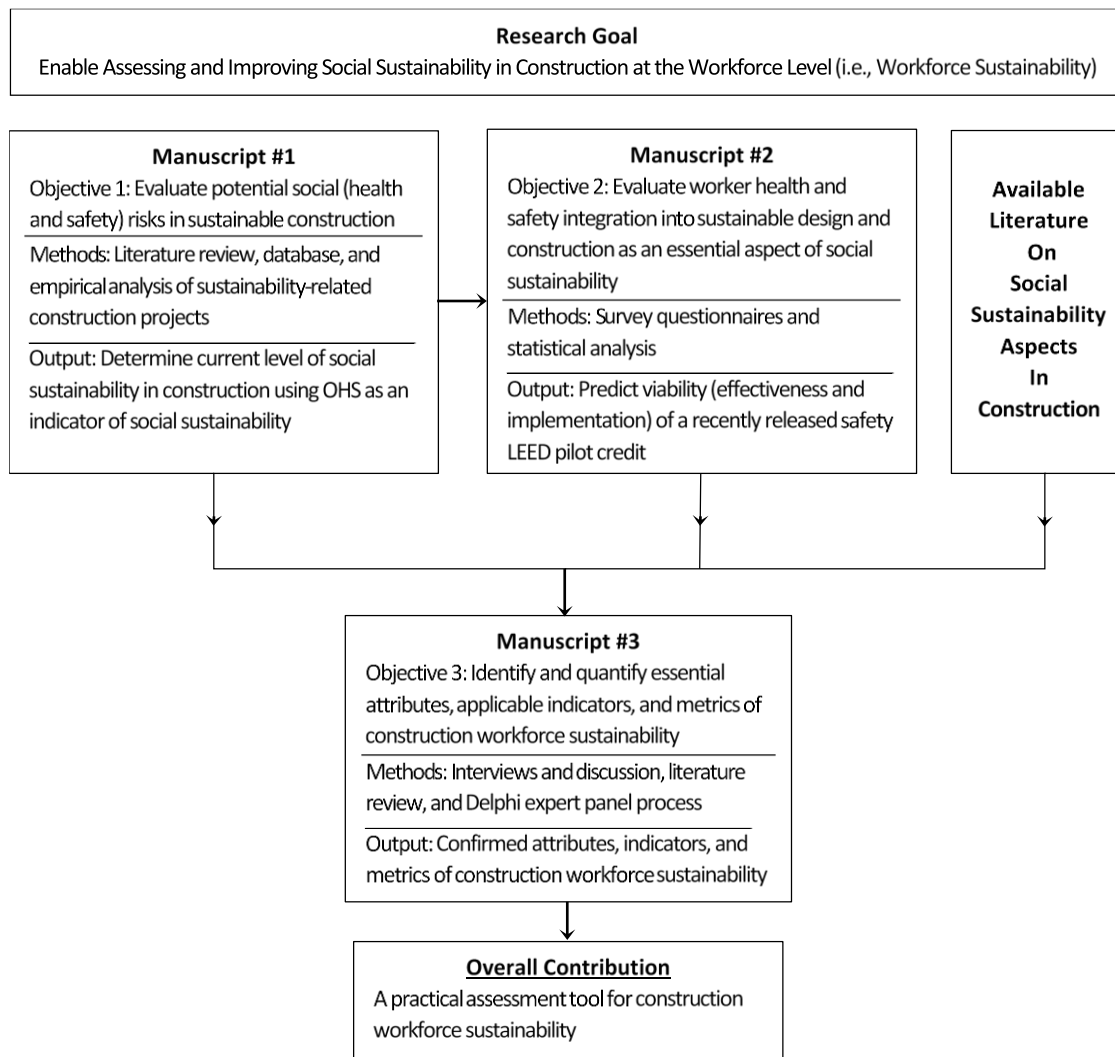 Research Goal
Enable Assessing and Improving Social Sustainability in Construction at the Workforce Level (i.e., Workforce Sustainability)
Manuscript #1
Objective 1: Evaluate potential social (health
and safety) risks in sustainable construction
Methods: Literature review, database, and
empirical analysis of sustainability-related
construction projects
Output: Determine current level of social
sustainability in construction using OHS as an
indicator of social sustainability
Manuscript #2
Objective 2: Evaluate worker health and
safety integration into sustainable design and
construction as an essential aspect of social
sustainability
Methods: Survey questionnaires and
statistical analysis
Output: Predict viability (effectiveness and
implementation) of a recently released safety
LEED pilot credit
Available
Literature
On
Social
Sustainability
Aspects
In
Construction
Manuscript #3
Objective 3: Identify and quantify essential
attributes, applicable indicators, and metrics of
construction workforce sustainability
Methods: Interviews and discussion, literature
review, and Delphi expert panel process
Output: Confirmed attributes, indicators, and
metrics of construction workforce sustainability
Overall Contribution
A practical assessment tool for construction
workforce sustainability